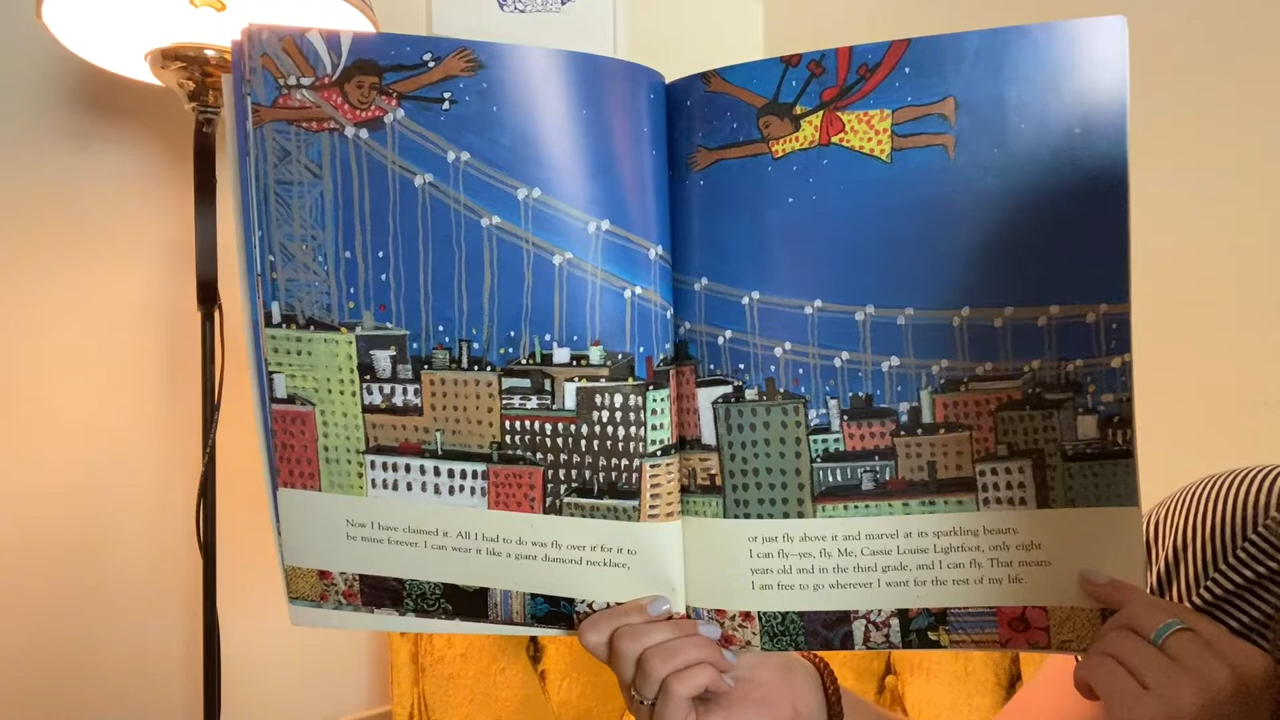 Now I have claimed it. All I had to do was fly over it for it to
be mine forever. I can wear it like a giant diamond necklace,
or just fly above it and marvel at its sparkling beauty.
I can fly—yes, fly. Me, Cassie Louise Lightfoot, only eight
years old and in the third grade, and I can fly. That means
I am free to go wherever I want for the rest of my life.